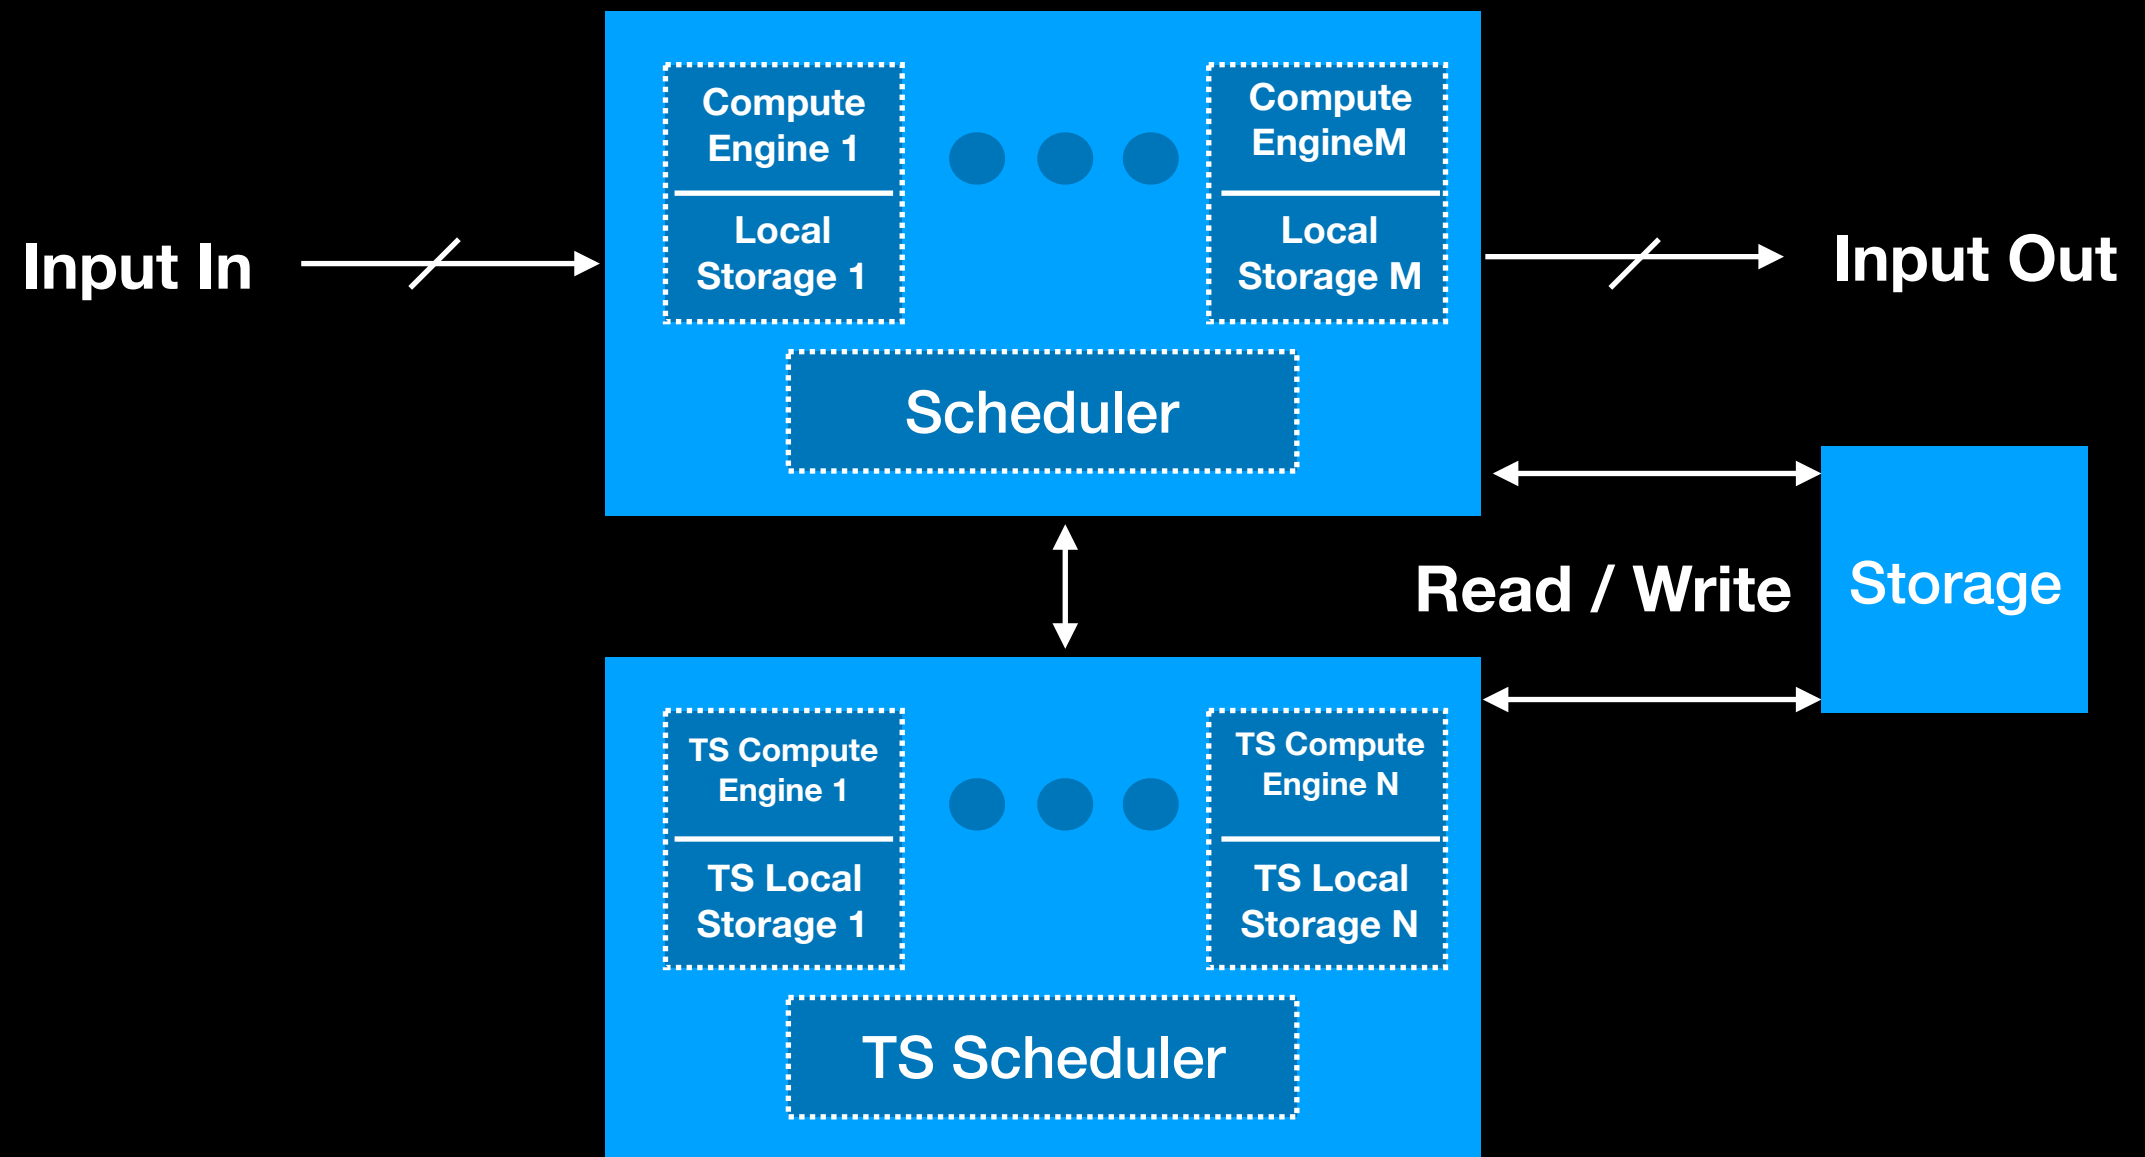 Compute
Engine 1
Local
Storage 1
Compute
EngineM
Local
Storage M
Input In
Input Out
Scheduler
Read / Write
Storage
TS Compute
Engine 1
TS Local
Storage 1
TS Compute
Engine N
TS Local
Storage N
TS Scheduler